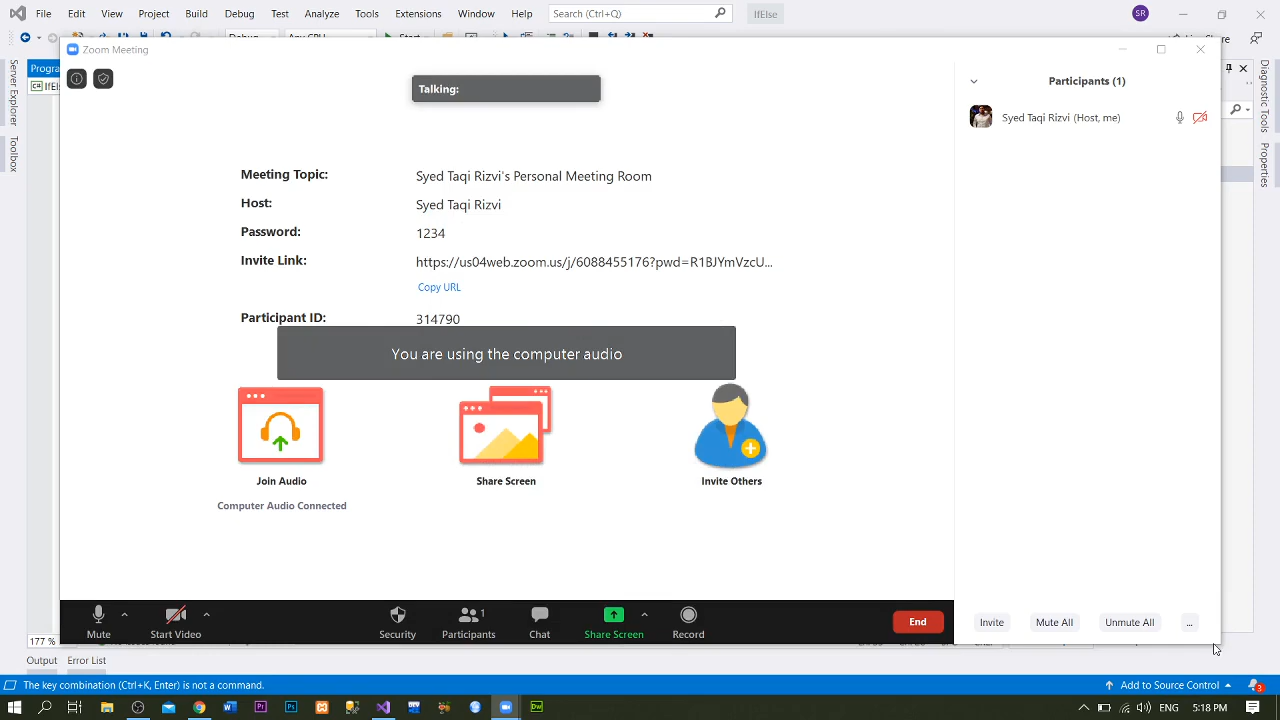 File Edit View Project Build Debug Test Analyze Tools Extensions Window Help Search (Ctrl+Q) IfElse SR
Zoom Meeting
Server Explorer
Toolbox
Diagnostic Tools
Properties
Talking:
Participants (1)
Syed Taqi Rizvi (Host, me)
Meeting Topic: Syed Taqi Rizvi's Personal Meeting Room
Host: Syed Taqi Rizvi
Password: 1234
Invite Link: https://us04web.zoom.us/j/6088455176?pwd=R1BJYmVzcU...
Copy URL
Participant ID: 314790
You are using the computer audio
Join Audio Share Screen Invite Others
Computer Audio Connected
Mute Start Video Security Participants 1 Chat Share Screen Record End
Invite Mute All Unmute All ...
177 %
Output Error List
The key combination (Ctrl+K, Enter) is not a command. Add to Source Control 3
ENG 5:18 PM